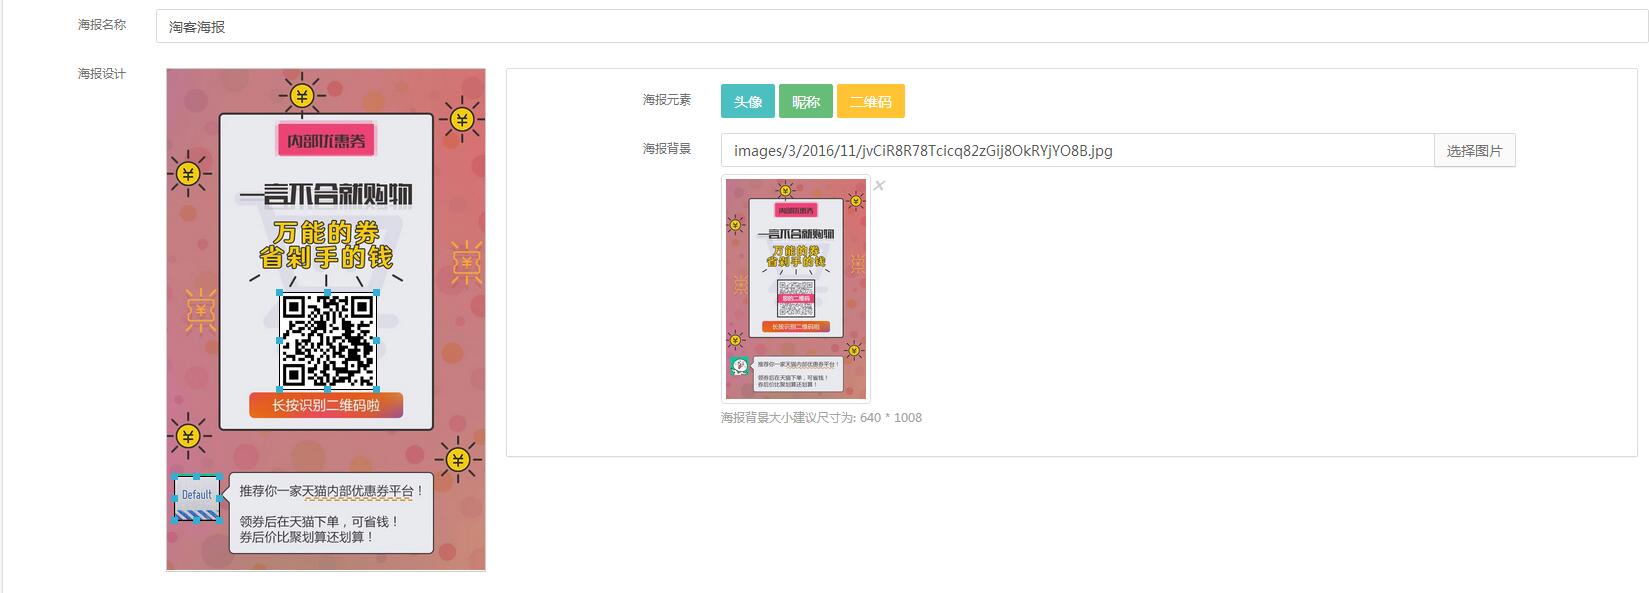 海报名称
淘客海报
海报设计
内部优惠券
一言不合就购物
万能的券
省剁手的钱
长按识别二维码啦
Default
推荐你一家天猫内部优惠券平台！
领券后在天猫下单，可省钱！
券后价比聚划算还划算！
海报元素
头像
昵称
二维码
海报背景
images/3/2016/11/jvCiR8R78Tcicq82zGij8OkRYjYO8B.jpg
选择图片
内部优惠券
一言不合就购物
万能的券
省剁手的钱
您的二维码
长按识别二维码啦
推荐你一家天猫内部优惠券平台！
领券后在天猫下单，可省钱！
券后价比聚划算还划算！
海报背景大小建议尺寸为: 640 * 1008